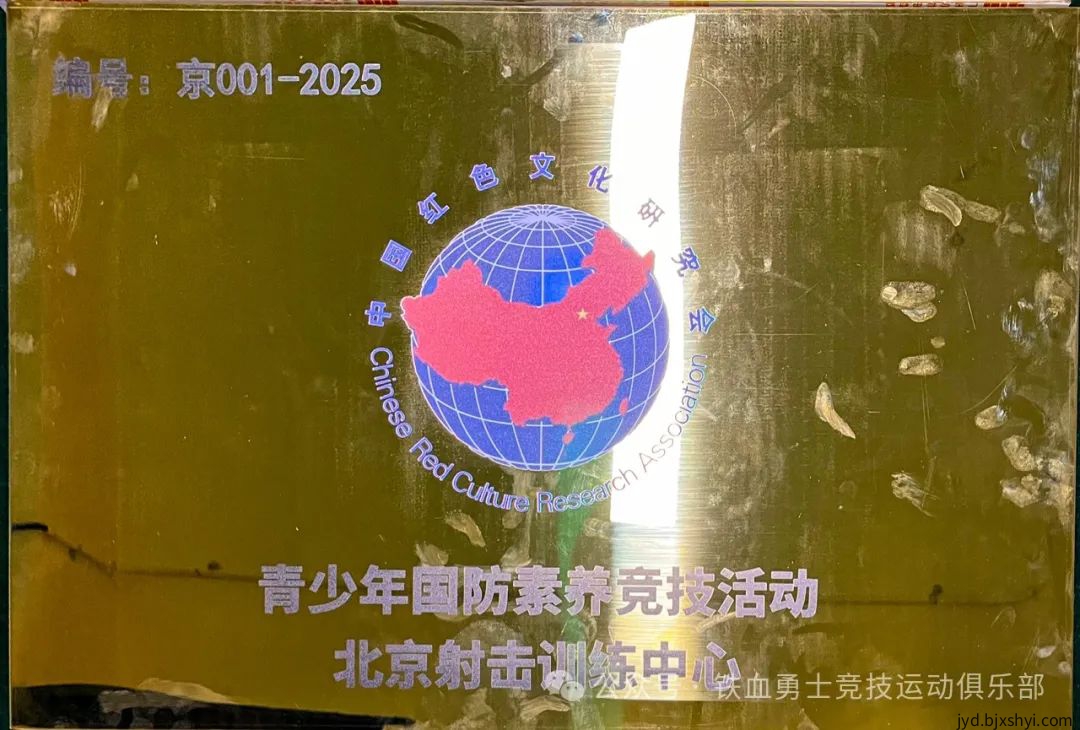 编号：京001-2025
中国红色文化研究会
Chinese Red Culture Research Association
青少年国防素养竞技活动
北京射击训练中心
公众号·铁血勇士竞技运动俱乐部
jyd.bjxshyi.com